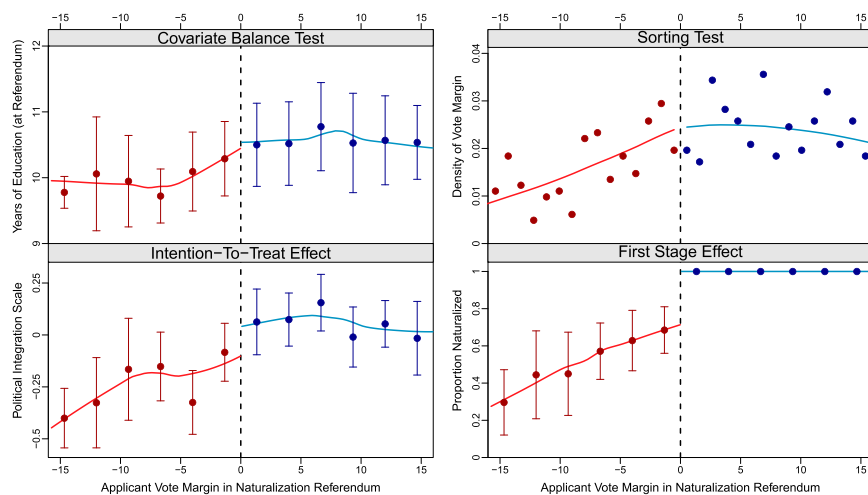 −15 −10 −5 0 5 10 15
−15 −10 −5 0 5 10 15
Covariate Balance Test
Sorting Test
Years of Education (at Referendum)
9 10 11 12
Density of Vote Margin
0 0.01 0.02 0.03 0.04
Intention−To−Treat Effect
First Stage Effect
Political Integration Scale
−0.5 −0.25 0 0.25
Proportion Naturalized
0 0.2 0.4 0.6 0.8 1
−15 −10 −5 0 5 10 15
−15 −10 −5 0 5 10 15
Applicant Vote Margin in Naturalization Referendum
Applicant Vote Margin in Naturalization Referendum